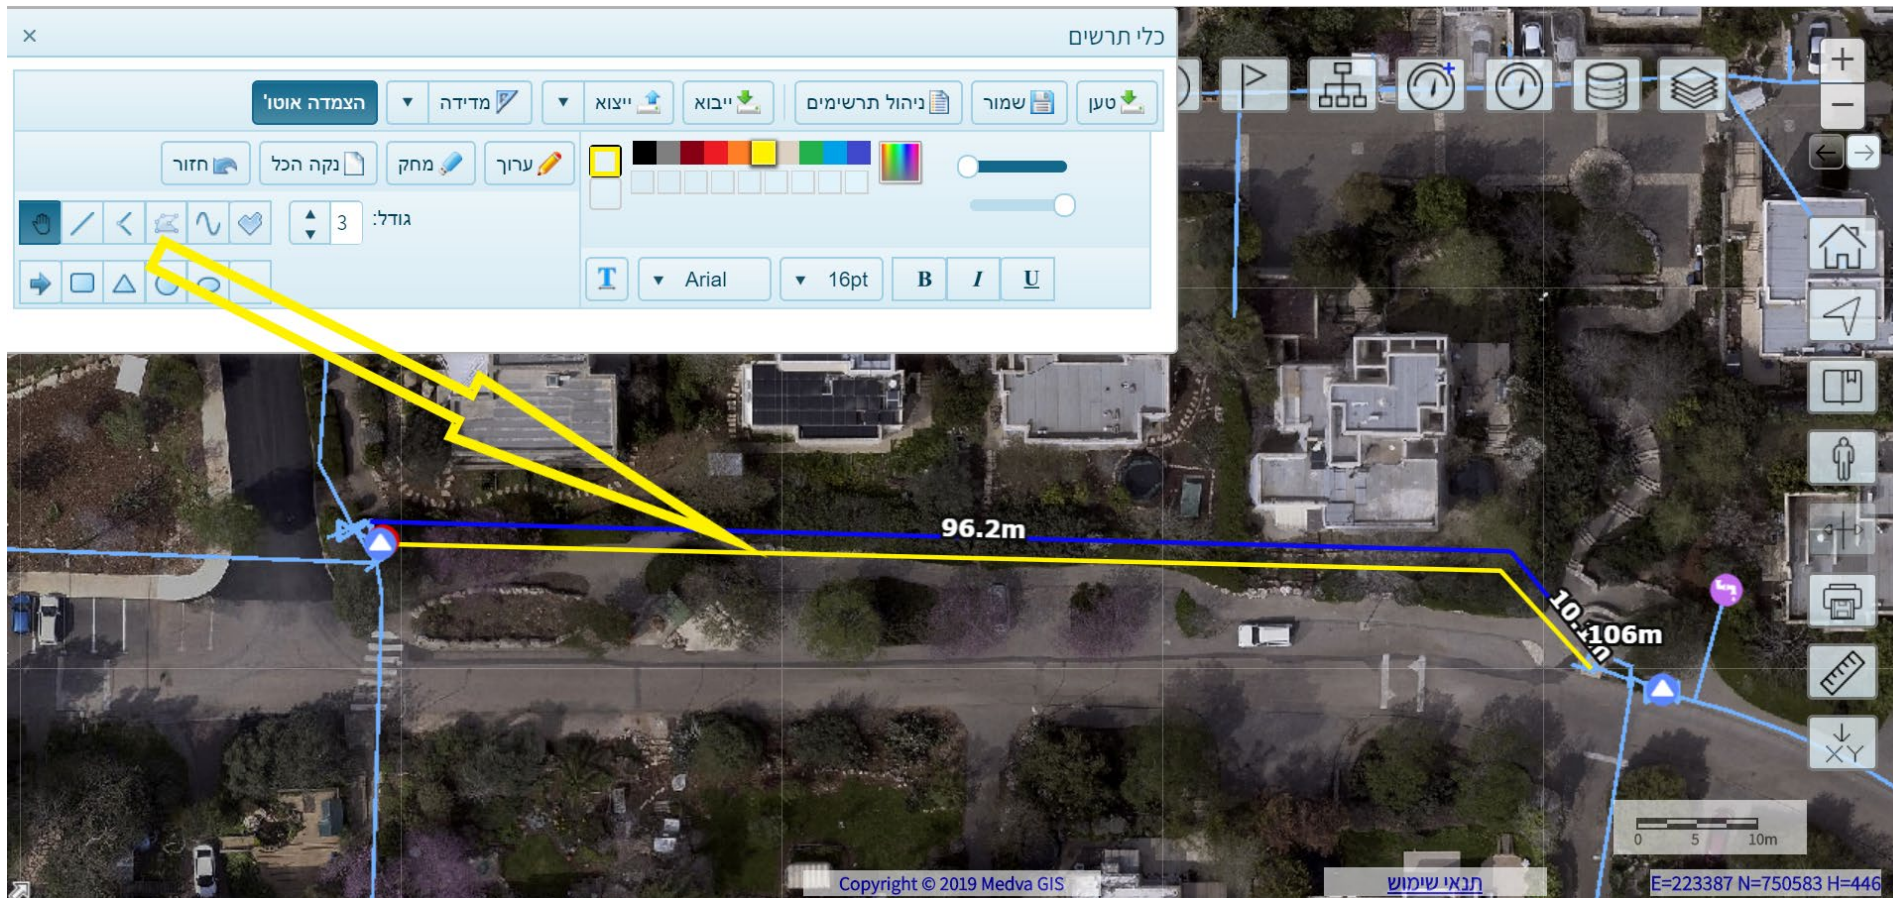 כלי תרשים
טען
שמור
ניהול תרשימים
ייבוא
ייצוא
מדידה
הצמדה אוטו'
ערוך
מחק
נקה הכל
חזור
גודל: 3
T
Arial
16pt
B
I
U
96.2m
106m
XY
0 5 10m
Copyright © 2019 Medva GIS
תנאי שימוש
E=223387 N=750583 H=446